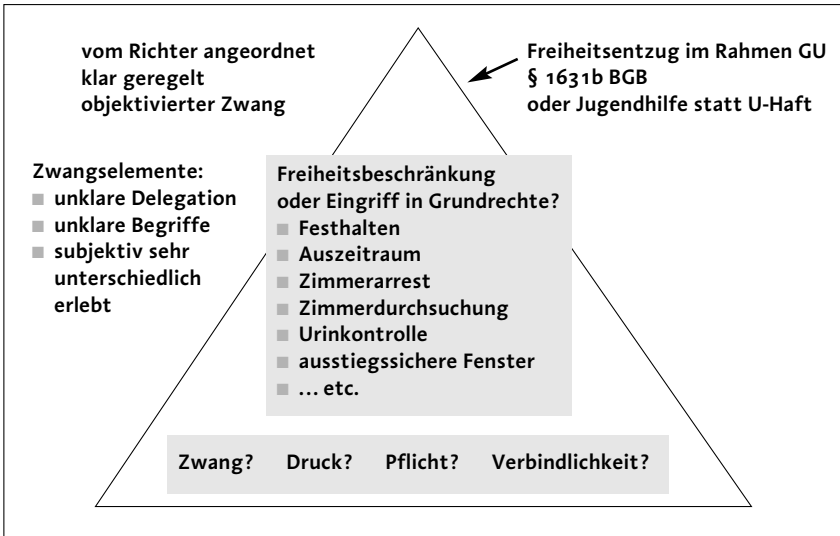 vom Richter angeordnet
klar geregelt
objektivierter Zwang
Freiheitsentzug im Rahmen GU
§ 1631b BGB
oder Jugendhilfe statt U-Haft
Zwangselemente:
unklare Delegation
unklare Begriffe
subjektiv sehr
unterschiedlich
erlebt
Freiheitsbeschränkung
oder Eingriff in Grundrechte?
Festhalten
Auszeitraum
Zimmerarrest
Zimmerdurchsuchung
Urinkontrolle
ausstiegssichere Fenster
... etc.
Zwang? Druck? Pflicht? Verbindlichkeit?